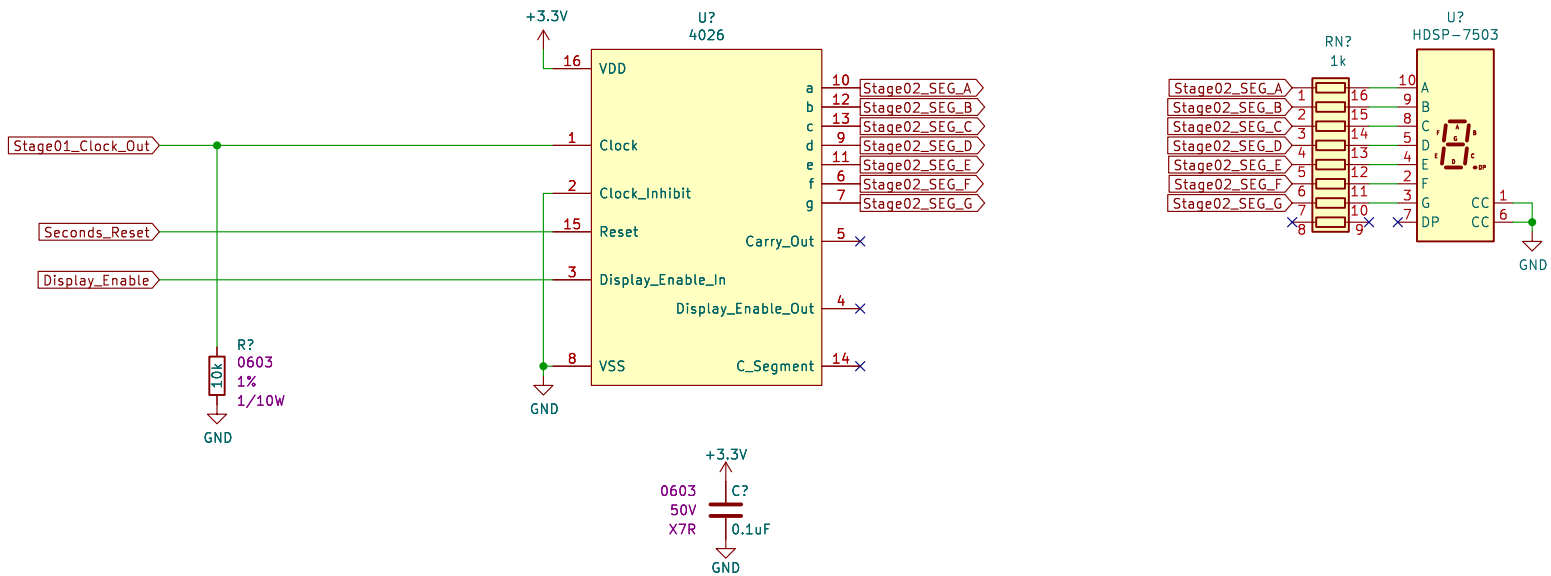 +3.3V
U?
4026
16
VDD
Stage01_Clock_Out
1
Clock
2
Clock_Inhibit
Seconds_Reset
15
Reset
Display_Enable
3
Display_Enable_In
8
VSS
GND
R?
10k
0603
1%
1/10W
GND
a
10
Stage02_SEG_A
b
12
Stage02_SEG_B
c
13
Stage02_SEG_C
d
9
Stage02_SEG_D
e
11
Stage02_SEG_E
f
6
Stage02_SEG_F
g
7
Stage02_SEG_G
Carry_Out
5
Display_Enable_Out
4
C_Segment
14
+3.3V
0603
C?
50V
X7R
0.1uF
GND
RN?
1k
Stage02_SEG_A
1
16
Stage02_SEG_B
2
15
Stage02_SEG_C
3
14
Stage02_SEG_D
4
13
Stage02_SEG_E
5
12
Stage02_SEG_F
6
11
Stage02_SEG_G
7
10
8
9
U?
HDSP-7503
10
A
9
B
8
C
5
D
4
E
2
F
3
G
7
DP
A
F
B
G
E
C
D
DP
CC
1
CC
6
GND